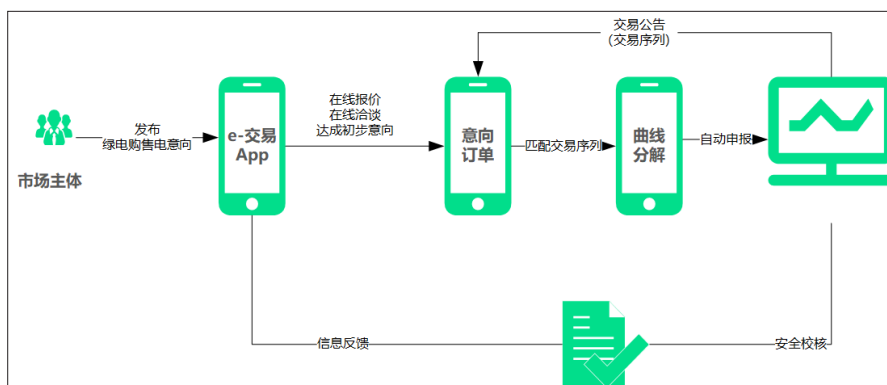 交易公告
（交易序列）
在线报价
在线洽谈
达成初步意向
发布
绿电购售电意向
e-交易
App
意向
订单
匹配交易序列
曲线
分解
自动申报
市场主体
信息反馈
安全校核